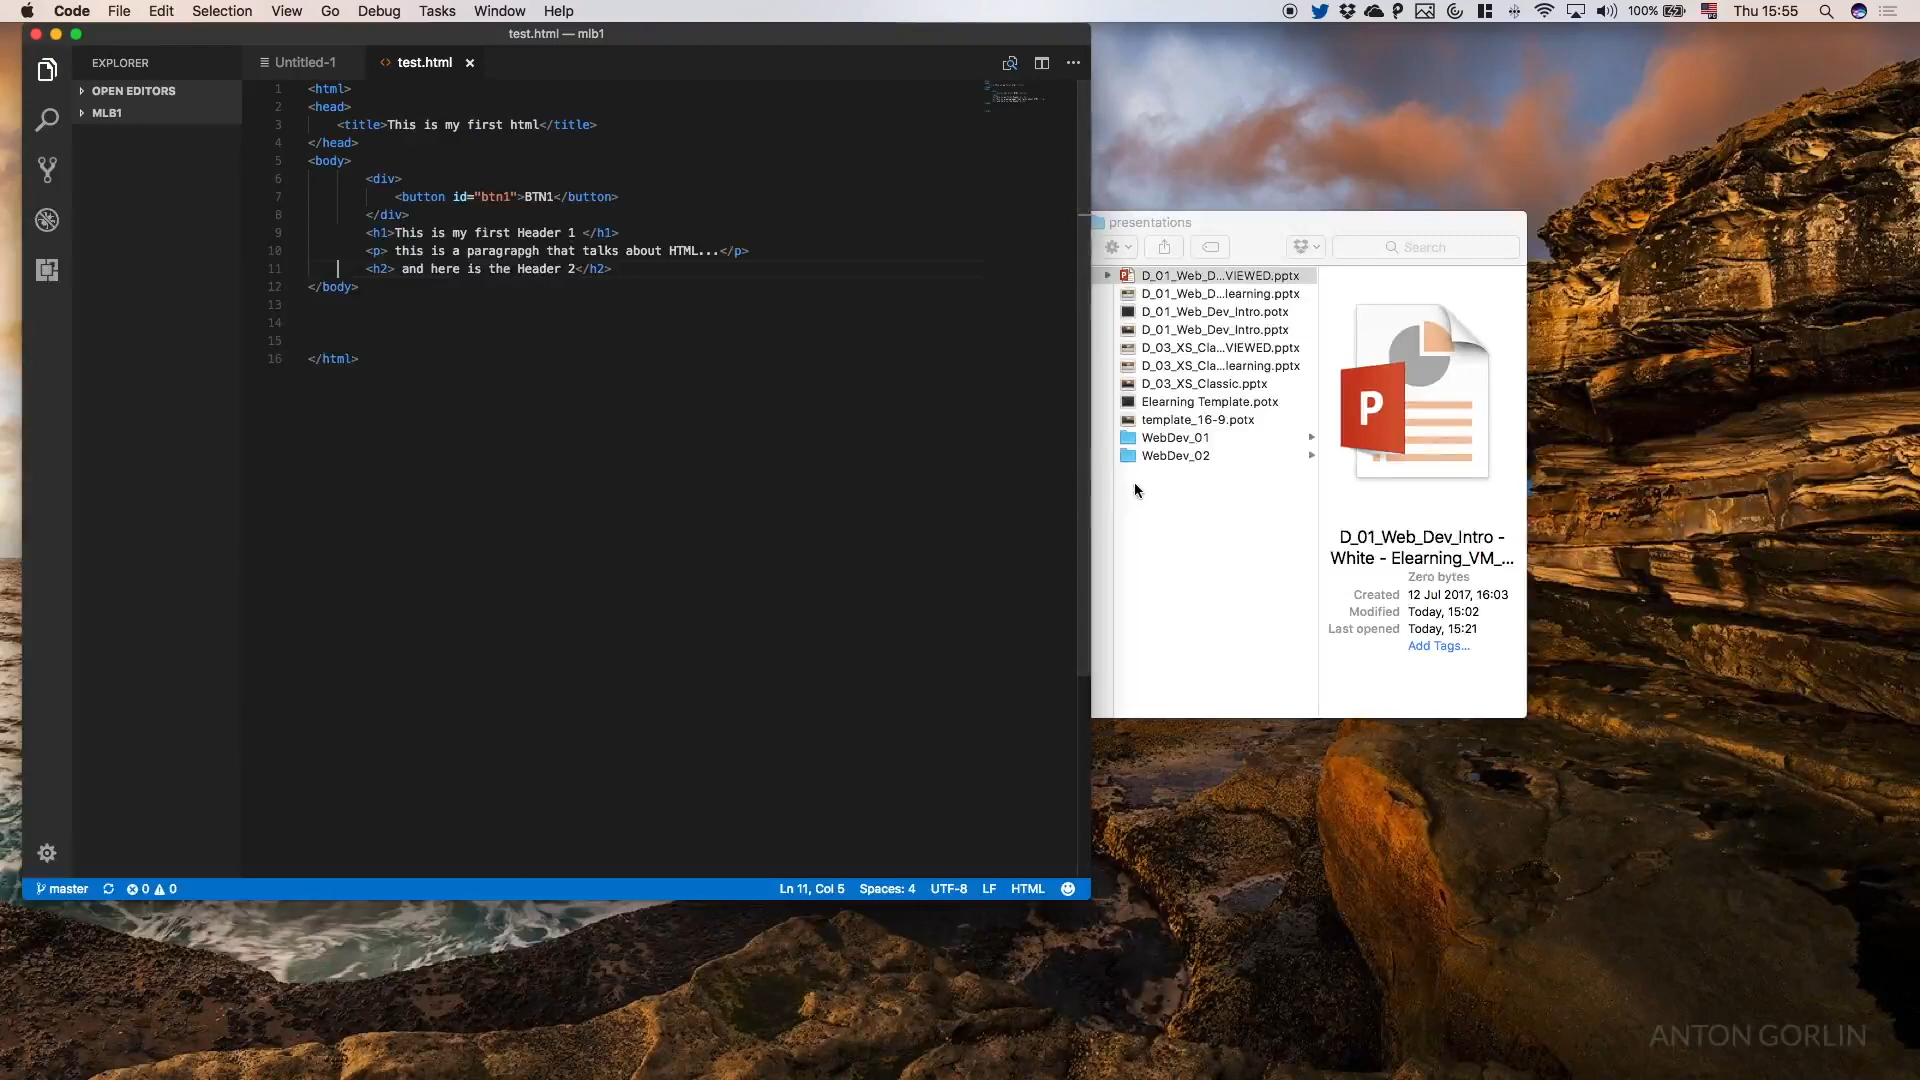 Code File Edit Selection View Go Debug Tasks Window Help
100% Thu 15:55
test.html — mlb1
EXPLORER
OPEN EDITORS
MLB1
Untitled-1
test.html
1 <html>
2 <head>
3 <title>This is my first html</title>
4 </head>
5 <body>
6 <div>
7 <button id="btn1">BTN1</button>
8 </div>
9 <h1>This is my first Header 1 </h1>
10 <p> this is a paragrapgh that talks about HTML...</p>
11 <h2> and here is the Header 2</h2>
12 </body>
13
14
15
16 </html>
master 0 0
Ln 11, Col 5 Spaces: 4 UTF-8 LF HTML
presentations
Search
D_01_Web_D...VIEWED.pptx
D_01_Web_D...learning.pptx
D_01_Web_Dev_Intro.potx
D_01_Web_Dev_Intro.pptx
D_03_XS_Cla...VIEWED.pptx
D_03_XS_Cla...learning.pptx
D_03_XS_Classic.pptx
Elearning Template.potx
template_16-9.potx
WebDev_01
WebDev_02
P
D_01_Web_Dev_Intro -
White - Elearning_VM_...
Zero bytes
Created 12 Jul 2017, 16:03
Modified Today, 15:02
Last opened Today, 15:21
Add Tags...
ANTON GORLIN